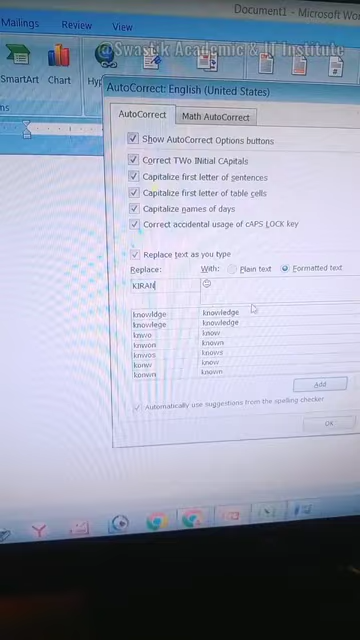 Document1 - Microsoft Wo
Mailings Review View
@Swastik Academic & IT Institute
SmartArt Chart
AutoCorrect: English (United States)
AutoCorrect Math AutoCorrect
Show AutoCorrect Options buttons
Correct TWo INitial CApitals
Capitalize first letter of sentences
Capitalize first letter of table cells
Capitalize names of days
Correct accidental usage of cAPS LOCK key
Replace text as you type
Replace: With: Plain text Formatted text
KIRAN ☺
knowldge knowledge
knowlege knowledge
knwo know
knwon known
knwos knows
konw know
konwn known
Add
Automatically use suggestions from the spelling checker
OK